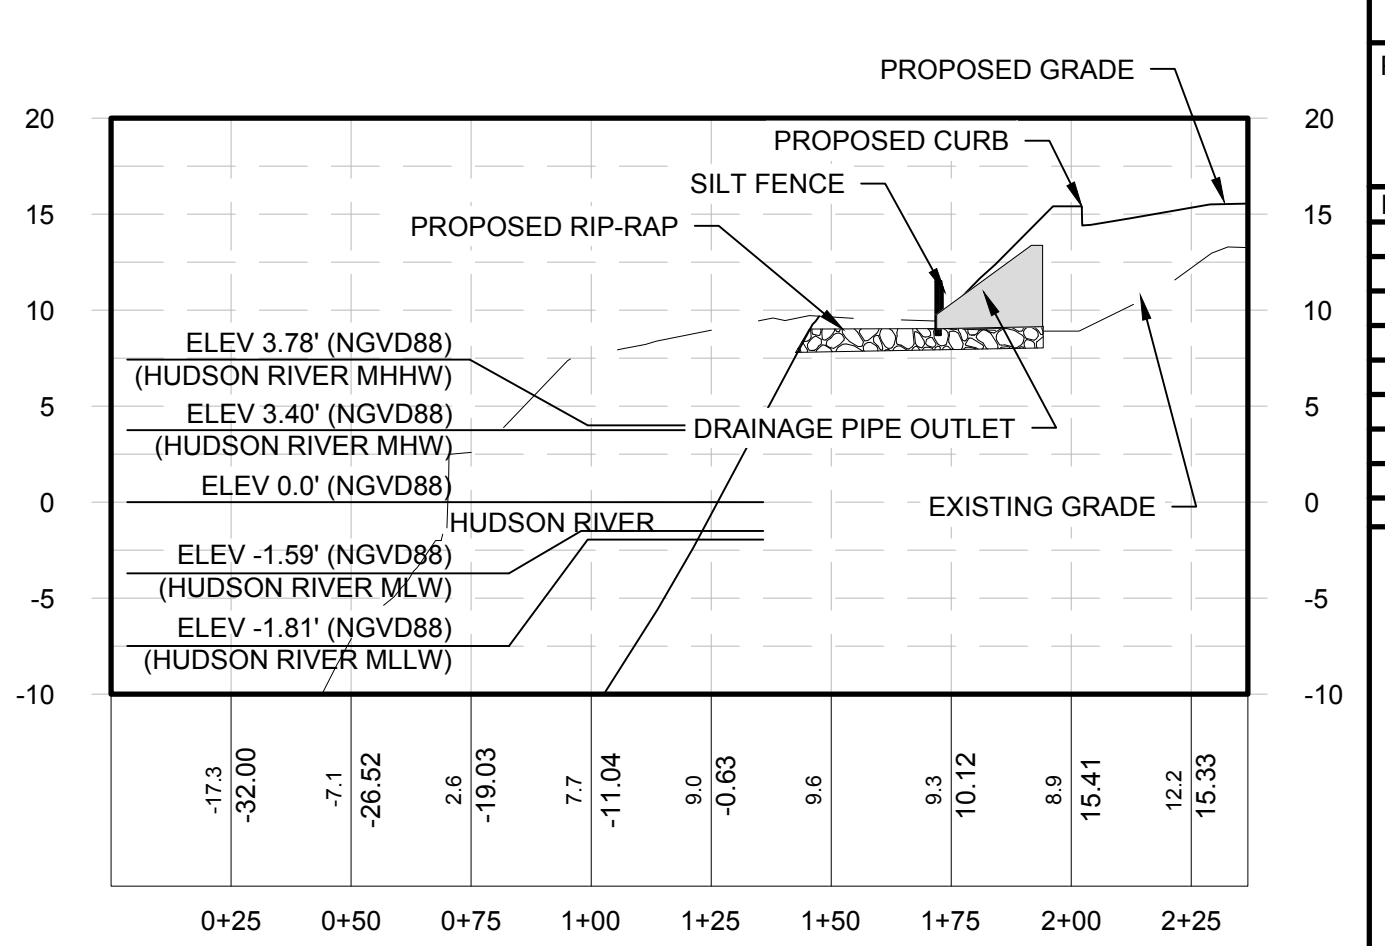 PROPOSED GRADE
20
20
PROPOSED CURB
SILT FENCE
15
PROPOSED RIP-RAP
15
10
10
ELEV 3.78' (NGVD88)
(HUDSON RIVER MHHW)
5
ELEV 3.40' (NGVD88)
5
DRAINAGE PIPE OUTLET
(HUDSON RIVER MHW)
ELEV 0.0' (NGVD88)
0
0
EXISTING GRADE
HUDSON RIVER
ELEV -1.59' (NGVD88)
(HUDSON RIVER MLW)
-5
-5
ELEV -1.81' (NGVD88)
(HUDSON RIVER MLLW)
-10
-10
-17.3
-32.00
-7.1
-26.52
2.6
-19.03
7.7
-11.04
9.0
-0.63
9.6
9.3
10.12
8.9
15.41
12.2
15.33
0+25 0+50 0+75 1+00 1+25 1+50 1+75 2+00 2+25